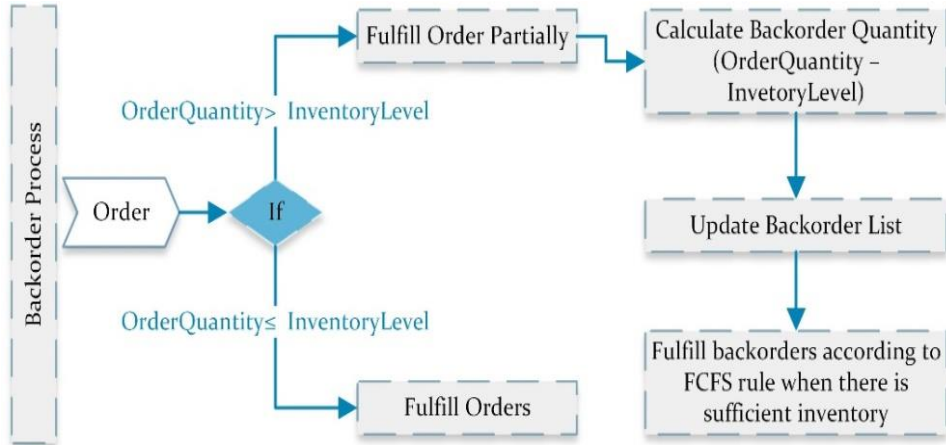 Backorder Process
Order
If
OrderQuantity> InventoryLevel
Fulfill Order Partially
Calculate Backorder Quantity
(OrderQuantity –
InvetoryLevel)
Update Backorder List
Fulfill backorders according to
FCFS rule when there is
sufficient inventory
OrderQuantity≤ InventoryLevel
Fulfill Orders